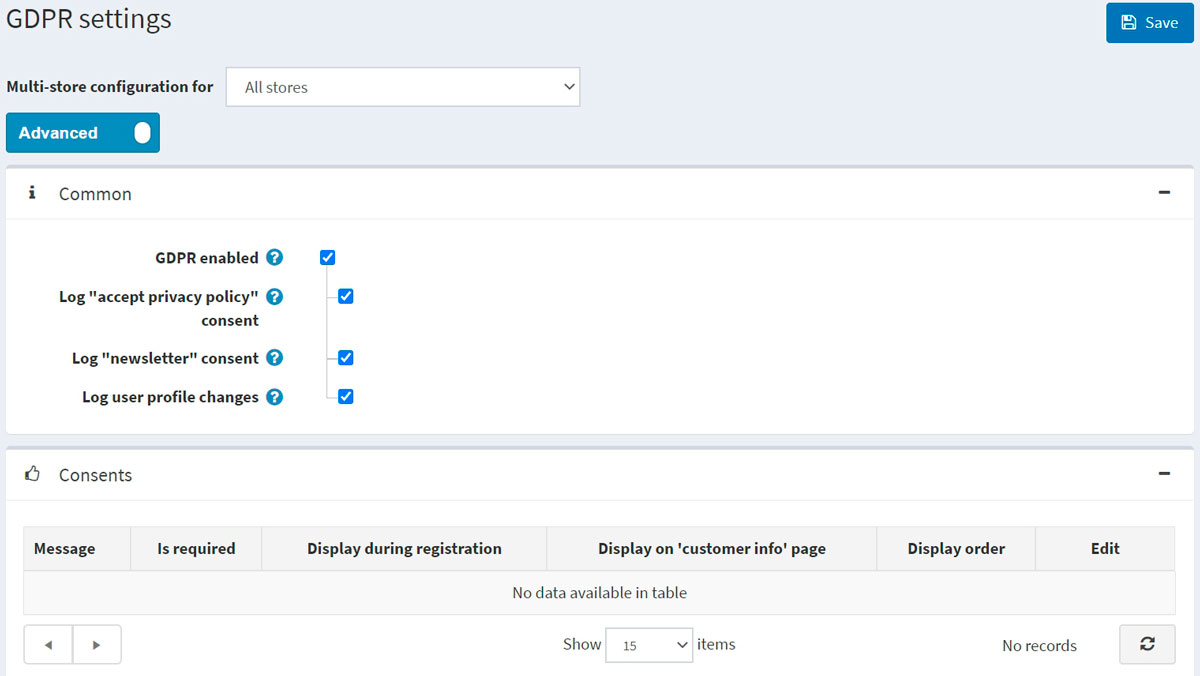 GDPR settings
Save
Multi-store configuration for
All stores
Advanced
Common
GDPR enabled
Log "accept privacy policy"
consent
Log "newsletter" consent
Log user profile changes
Consents
Message Is required Display during registration Display on 'customer info' page Display order Edit
No data available in table
Show 15 items No records